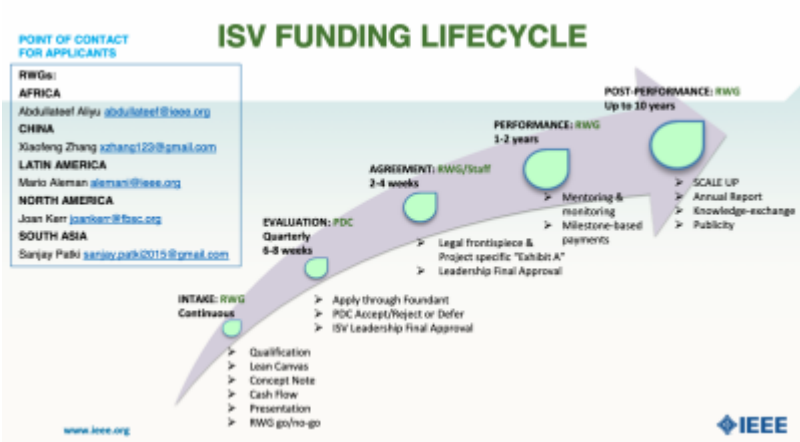 ISV FUNDING LIFECYCLE
POINT OF CONTACT
FOR APPLICANTS
RWGs:
AFRICA
Abdullateef Aliyu abdullateef@ieee.org
CHINA
Xiaofeng Zhang xzhang123@gmail.com
LATIN AMERICA
Mario Aleman alemani@ieee.org
NORTH AMERICA
Joan Kerr joankerr@fbsc.org
SOUTH ASIA
Sanjay Patki sanjay.patki2015@gmail.com
INTAKE: RWG
Continuous
➢ Qualification
➢ Lean Canvas
➢ Concept Note
➢ Cash Flow
➢ Presentation
➢ RWG go/no-go
EVALUATION: PDC
Quarterly
6-8 weeks
➢ Apply through Foundant
➢ PDC Accept/Reject or Defer
➢ ISV Leadership Final Approval
AGREEMENT: RWG/Staff
2-4 weeks
➢ Legal frontispiece &
Project specific "Exhibit A"
➢ Leadership Final Approval
PERFORMANCE: RWG
1-2 years
➢ Mentoring &
monitoring
➢ Milestone-based
payments
POST-PERFORMANCE: RWG
Up to 10 years
➢ SCALE UP
➢ Annual Report
➢ Knowledge-exchange
➢ Publicity
www.ieee.org
IEEE